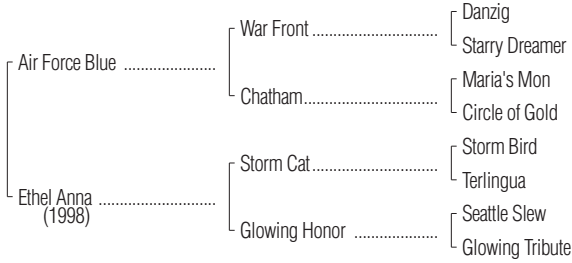 Danzig
War Front ......................................
Starry Dreamer
Air Force Blue ......................
Maria's Mon
Chatham.........................................
Circle of Gold
Storm Bird
Storm Cat......................................
Terlingua
Ethel Anna ............................
(1998)
Seattle Slew
Glowing Honor .........................
Glowing Tribute